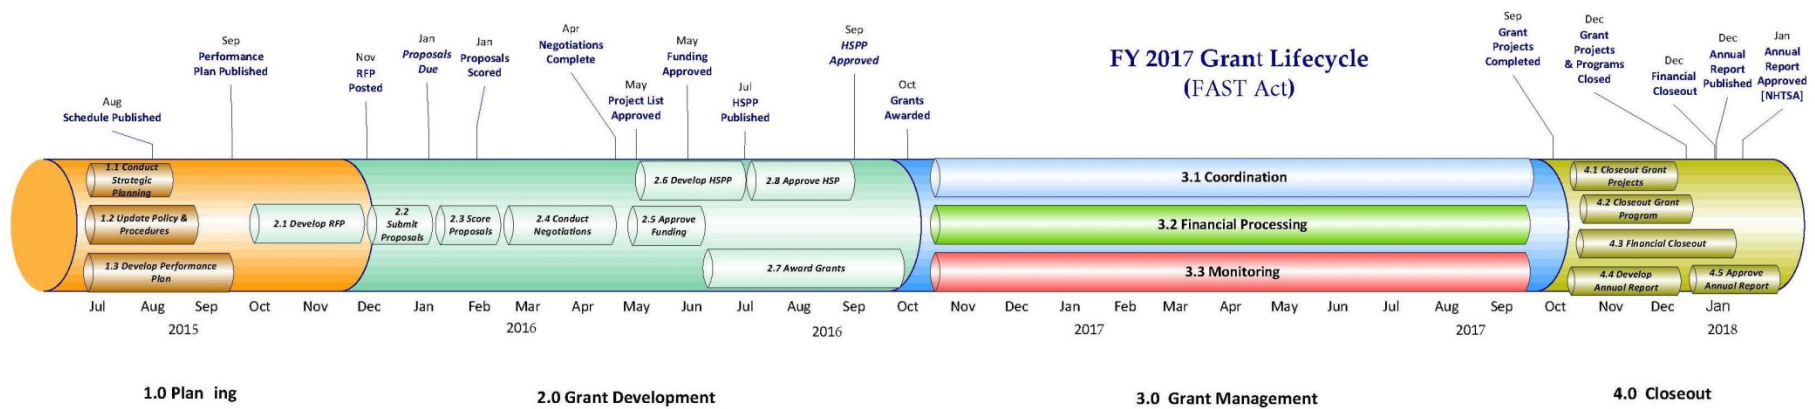 FY 2017 Grant Lifecycle
(FAST Act)
Aug
Schedule Published
Sep
Performance
Plan Published
Nov
RFP
Posted
Jan
Proposals
Due
Jan
Proposals
Scored
Apr
Negotiations
Complete
May
Project List
Approved
May
Funding
Approved
Jul
HSPP
Published
Sep
HSPP
Approved
Oct
Grants
Awarded
Sep
Grant
Projects
Completed
Dec
Grant
Projects
& Programs
Closed
Dec
Financial
Closeout
Dec
Annual
Report
Published
Jan
Annual
Report
Approved
[NHTSA]
1.1 Conduct
Strategic
Planning
1.2 Update Policy &
Procedures
1.3 Develop Performance
Plan
2.1 Develop RFP
2.2
Submit
Proposals
2.3 Score
Proposals
2.4 Conduct
Negotiations
2.5 Approve
Funding
2.6 Develop HSPP
2.8 Approve HSP
2.7 Award Grants
3.1 Coordination
3.2 Financial Processing
3.3 Monitoring
4.1 Closeout Grant
Projects
4.2 Closeout Grant
Program
4.3 Financial Closeout
4.4 Develop
Annual Report
4.5 Approve
Annual Report
Jul Aug Sep Oct Nov Dec Jan Feb Mar Apr May Jun Jul Aug Sep Oct Nov Dec Jan Feb Mar Apr May Jun Jul Aug Sep Oct Nov Dec Jan
2015 2016 2016 2017 2017 2018
1.0 Plan ing 2.0 Grant Development 3.0 Grant Management 4.0 Closeout